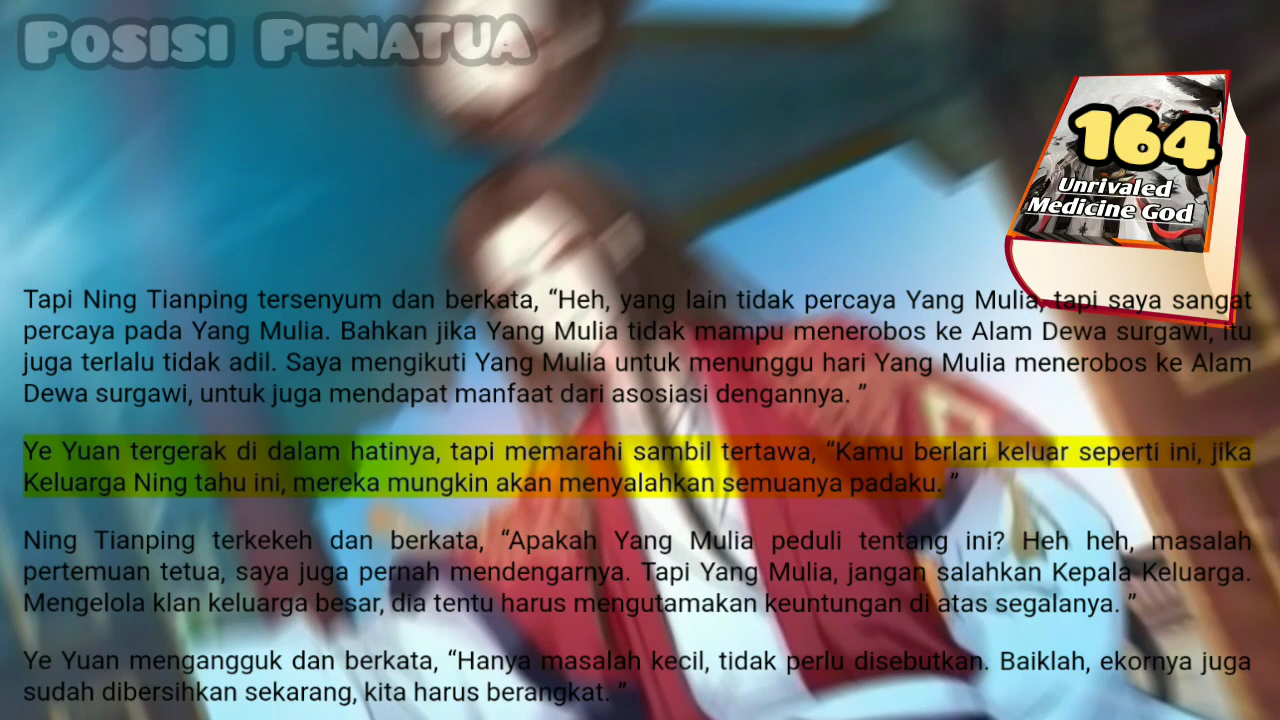 Posisi Penatua
164
Unrivaled
Medicine God
Tapi Ning Tianping tersenyum dan berkata, “Heh, yang lain tidak percaya Yang Mulia, tapi saya sangat
percaya pada Yang Mulia. Bahkan jika Yang Mulia tidak mampu menerobos ke Alam Dewa surgawi, itu
juga terlalu tidak adil. Saya mengikuti Yang Mulia untuk menunggu hari Yang Mulia menerobos ke Alam
Dewa surgawi, untuk juga mendapat manfaat dari asosiasi dengannya. ”
Ye Yuan tergerak di dalam hatinya, tapi memarahi sambil tertawa, “Kamu berlari keluar seperti ini, jika
Keluarga Ning tahu ini, mereka mungkin akan menyalahkan semuanya padaku. ”
Ning Tianping terkekeh dan berkata, “Apakah Yang Mulia peduli tentang ini? Heh heh, masalah
pertemuan tetua, saya juga pernah mendengarnya. Tapi Yang Mulia, jangan salahkan Kepala Keluarga.
Mengelola klan keluarga besar, dia tentu harus mengutamakan keuntungan di atas segalanya. ”
Ye Yuan mengangguk dan berkata, “Hanya masalah kecil, tidak perlu disebutkan. Baiklah, ekornya juga
sudah dibersihkan sekarang, kita harus berangkat. ”